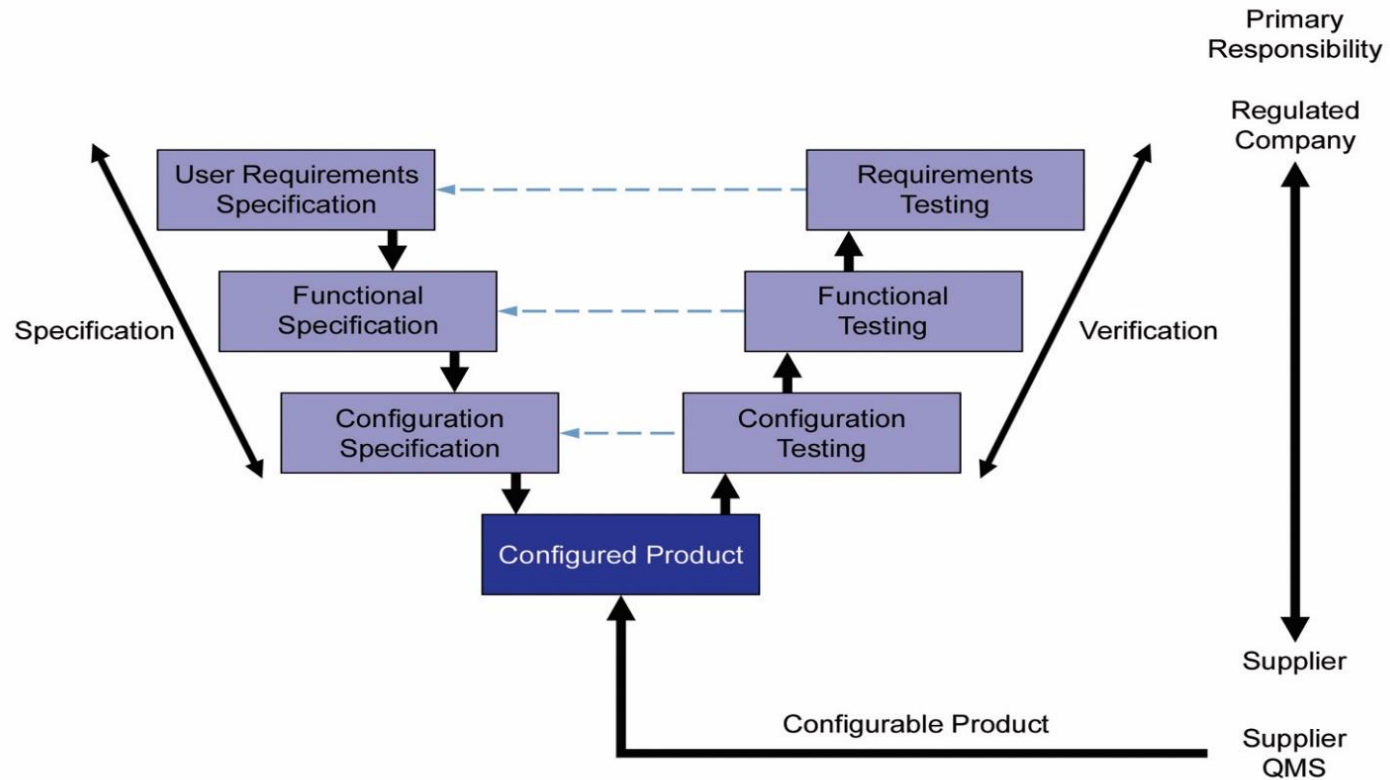 Primary
Responsibility
Regulated
Company
User Requirements
Specification
Requirements
Testing
Functional
Specification
Functional
Testing
Specification
Verification
Configuration
Specification
Configuration
Testing
Configured Product
Supplier
Configurable Product
Supplier
QMS